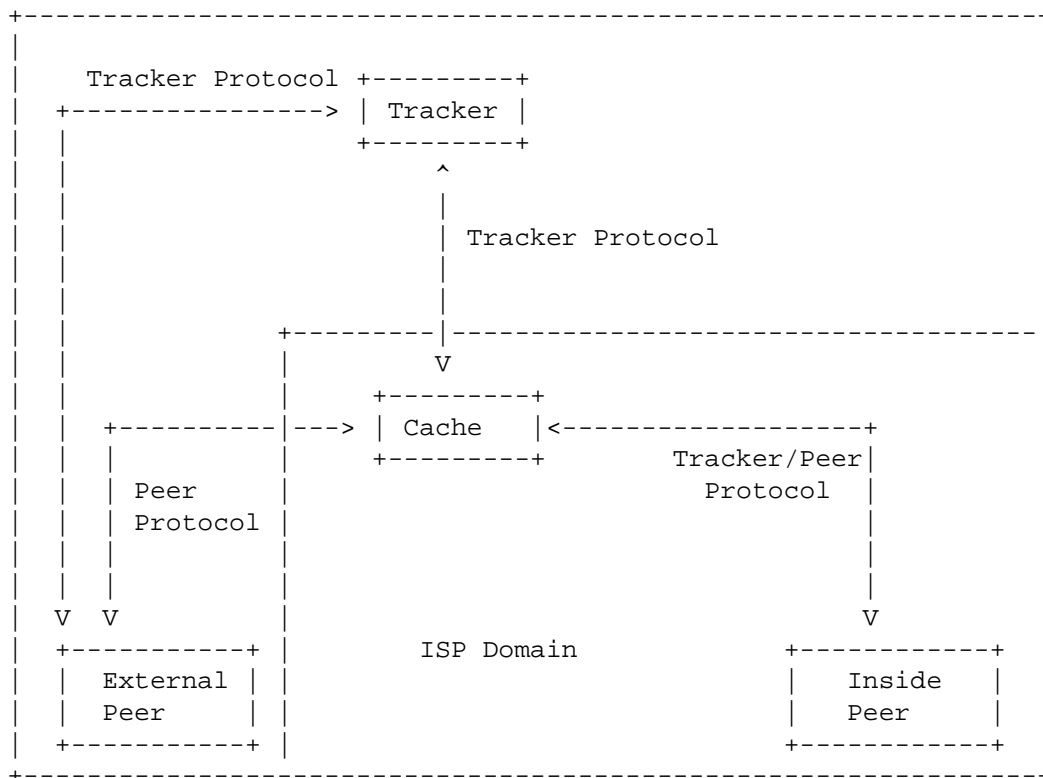 Tracker Protocol
Tracker
Tracker Protocol
Cache
Tracker/Peer
Protocol
Peer
Protocol
ISP Domain
External
Peer
Inside
Peer